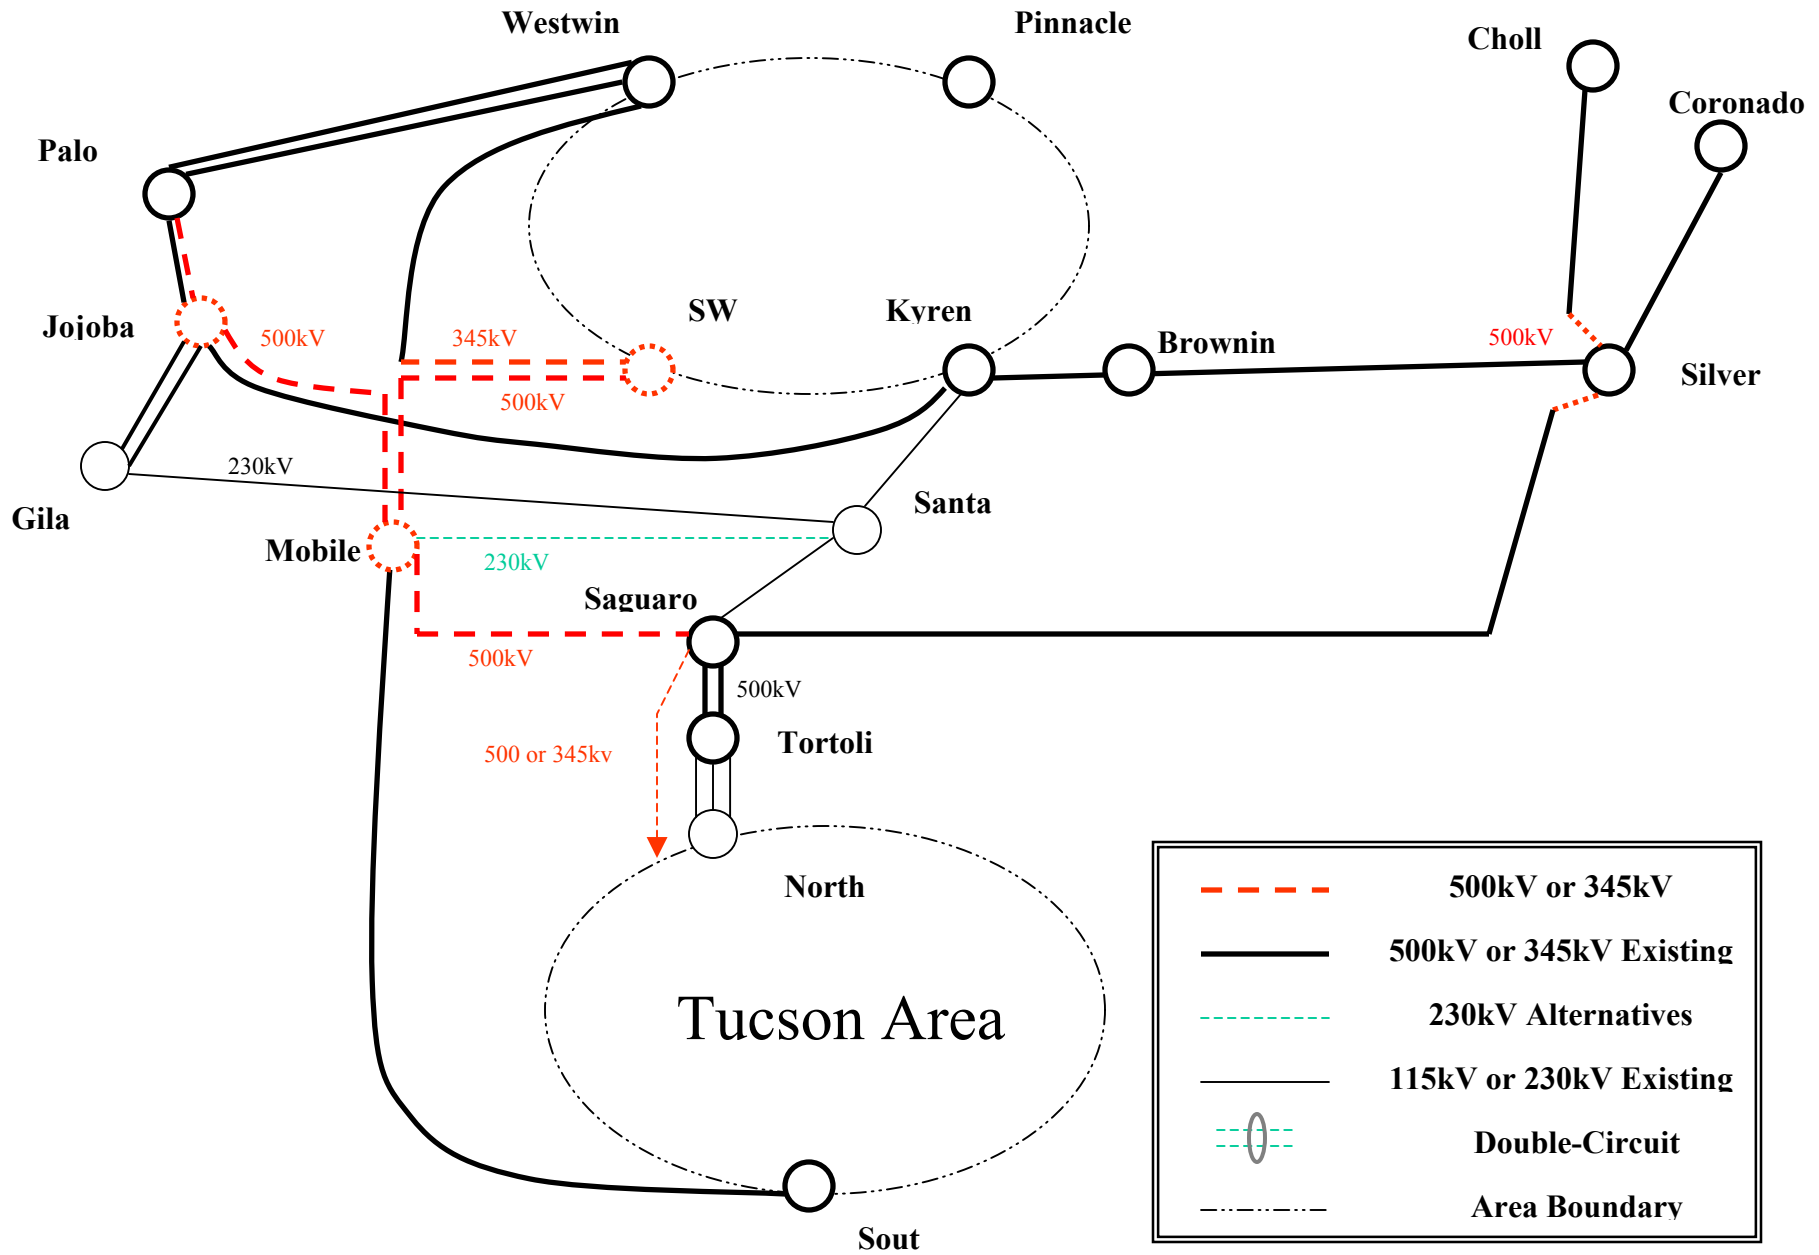 Westwin
Pinnacle
Choll
Coronado
Palo
SW
Kyren
Jojoba
500kV
345kV
Brownin
500kV
Silver
500kV
230kV
Gila
Santa
Mobile
230kV
Saguaro
500kV
500kV
Tortoli
500 or 345kv
North
Tucson Area
Sout
500kV or 345kV
500kV or 345kV Existing
230kV Alternatives
115kV or 230kV Existing
Double-Circuit
Area Boundary